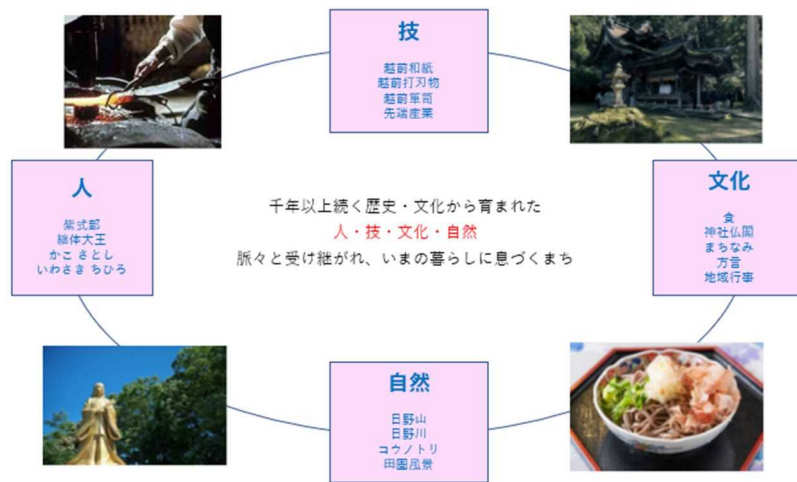 技
越前和紙
越前打刃物
越前箪笥
先端産業
人
紫式部
継体大王
かこ さとし
いわさき ちひろ
千年以上続く歴史・文化から育まれた
人・技・文化・自然
脈々と受け継がれ、いまの暮らしに息づくまち
文化
食
神社仏閣
まちなみ
方言
地域行事
自然
日野山
日野川
コウノトリ
田園風景